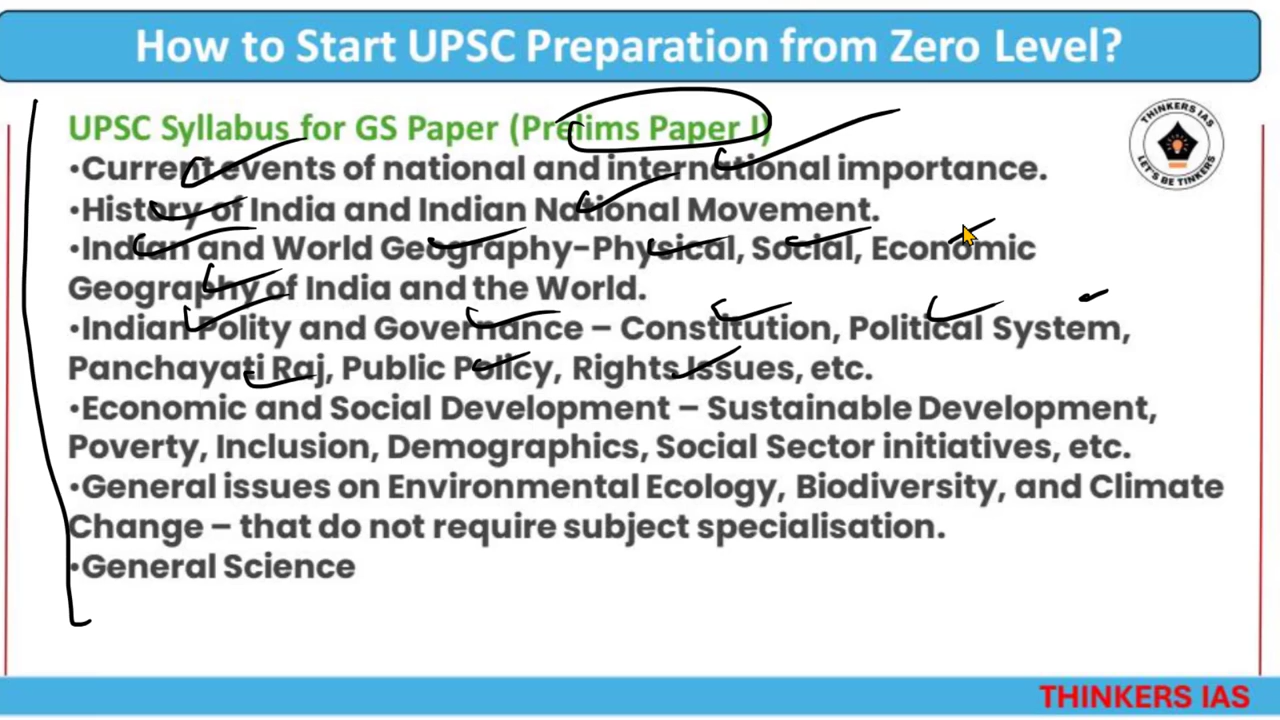 How to Start UPSC Preparation from Zero Level?
UPSC Syllabus for GS Paper (Prelims Paper I)
THINKERS IAS
LET'S BE TINKERS
•Current events of national and international importance.
•History of India and Indian National Movement.
•Indian and World Geography-Physical, Social, Economic
Geography of India and the World.
•Indian Polity and Governance – Constitution, Political System,
Panchayati Raj, Public Policy, Rights Issues, etc.
•Economic and Social Development – Sustainable Development,
Poverty, Inclusion, Demographics, Social Sector initiatives, etc.
•General issues on Environmental Ecology, Biodiversity, and Climate
Change – that do not require subject specialisation.
•General Science
THINKERS IAS